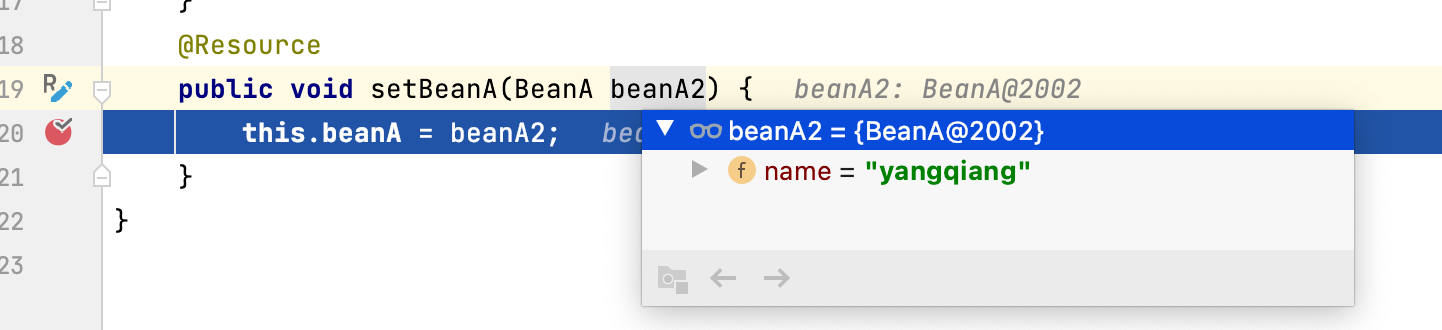 17 }
18 @Resource
19 public void setBeanA(BeanA beanA2) { beanA2: BeanA@2002
20 this.beanA = beanA2; bea
beanA2 = {BeanA@2002}
f name = "yangqiang"
21 }
22 }
23